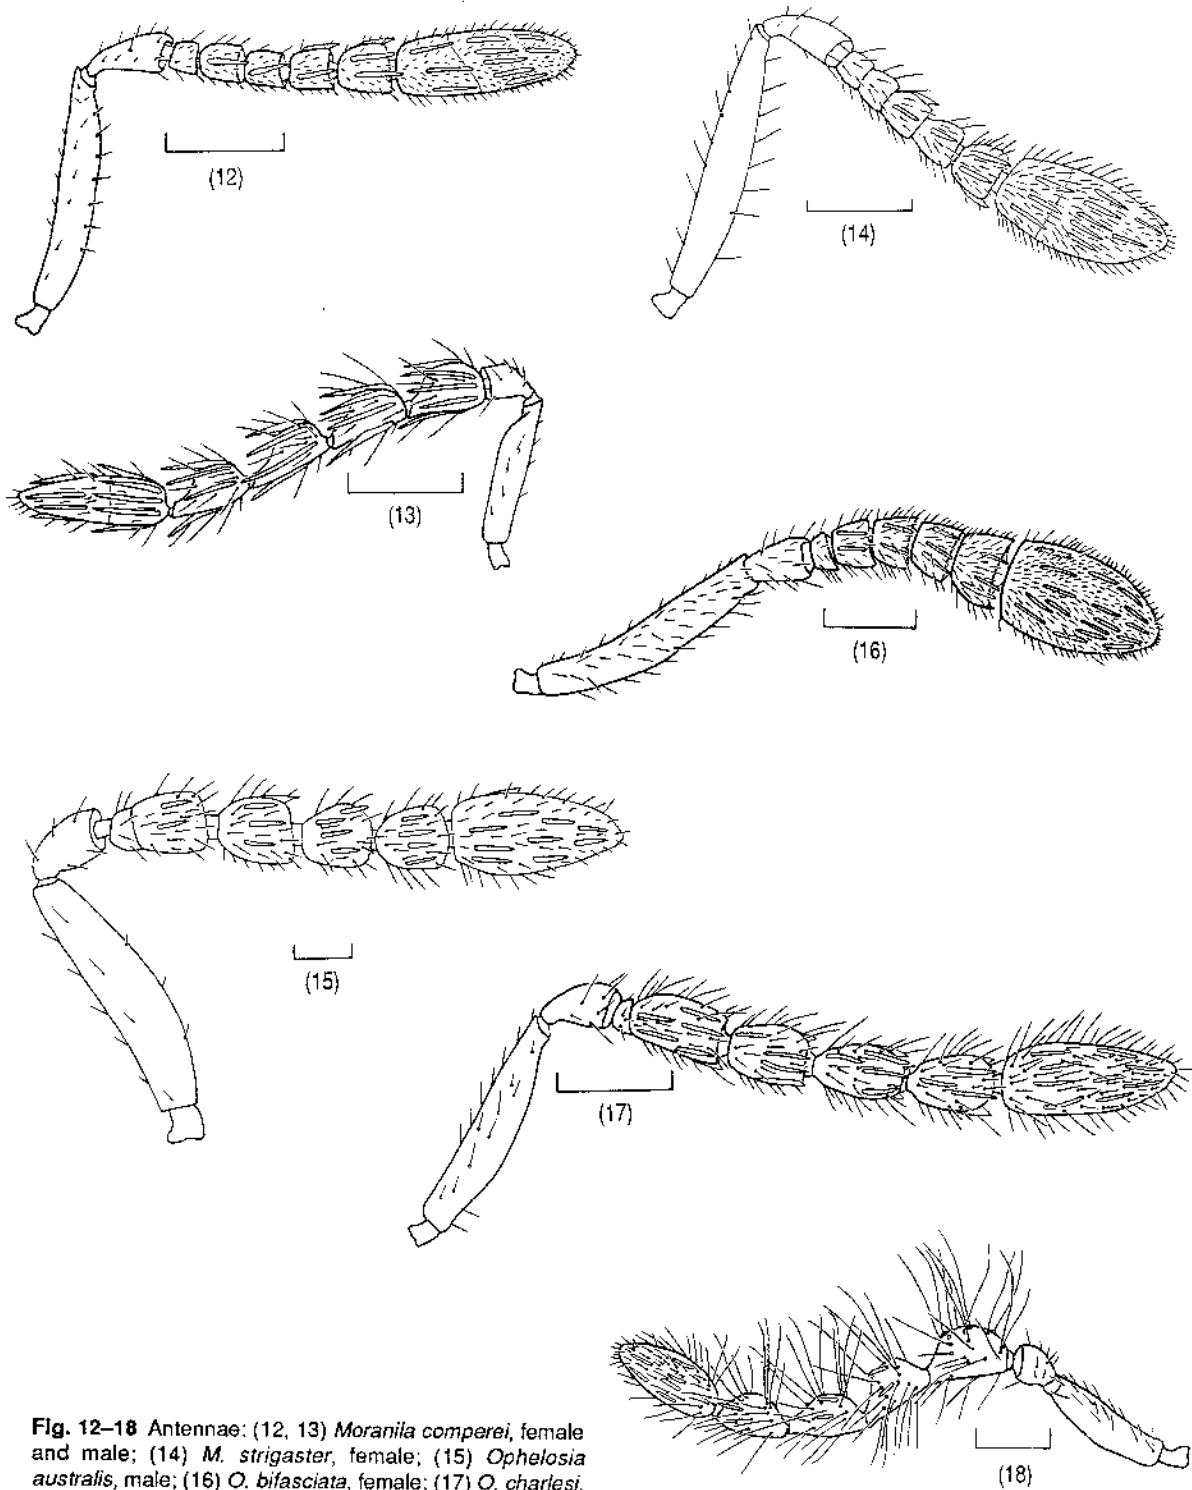 (12)
(14)
(13)
(16)
(15)
(17)
(18)
Fig. 12–18 Antennae: (12, 13) Moranila comperei, female
and male; (14) M. strigaster, female; (15) Ophelosia
australis, male; (16) O. bifasciata, female; (17) O. charlesi,